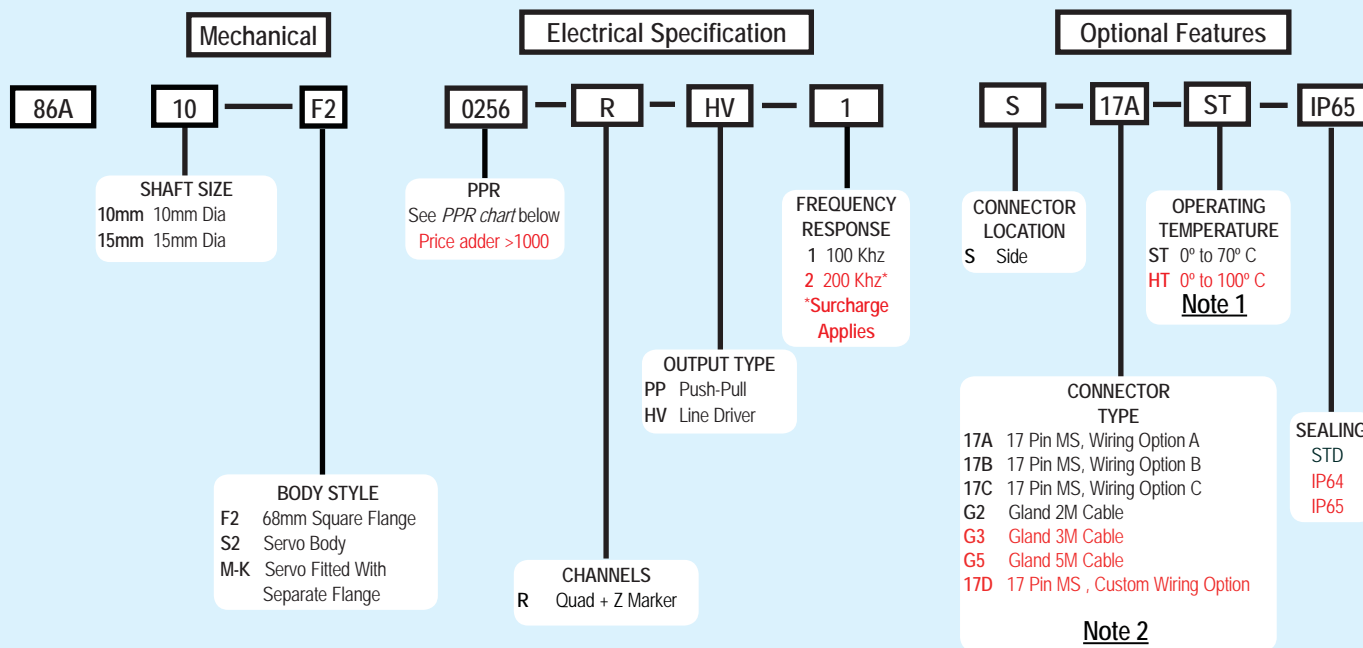 Mechanical
Electrical Specification
Optional Features
86A 10 F2 0256 R HV 1 S 17A ST IP65
SHAFT SIZE
10mm 10mm Dia
15mm 15mm Dia
PPR
See PPR chart below
Price adder >1000
FREQUENCY
RESPONSE
1 100 Khz
2 200 Khz*
*Surcharge
Applies
CONNECTOR
LOCATION
S Side
OPERATING
TEMPERATURE
ST 0º to 70º C
HT 0º to 100º C
Note 1
OUTPUT TYPE
PP Push-Pull
HV Line Driver
CONNECTOR
TYPE
17A 17 Pin MS, Wiring Option A
17B 17 Pin MS, Wiring Option B
17C 17 Pin MS, Wiring Option C
G2 Gland 2M Cable
G3 Gland 3M Cable
G5 Gland 5M Cable
17D 17 Pin MS , Custom Wiring Option
Note 2
SEALING
STD
IP64
IP65
BODY STYLE
F2 68mm Square Flange
S2 Servo Body
M-K Servo Fitted With
Separate Flange
CHANNELS
R Quad + Z Marker